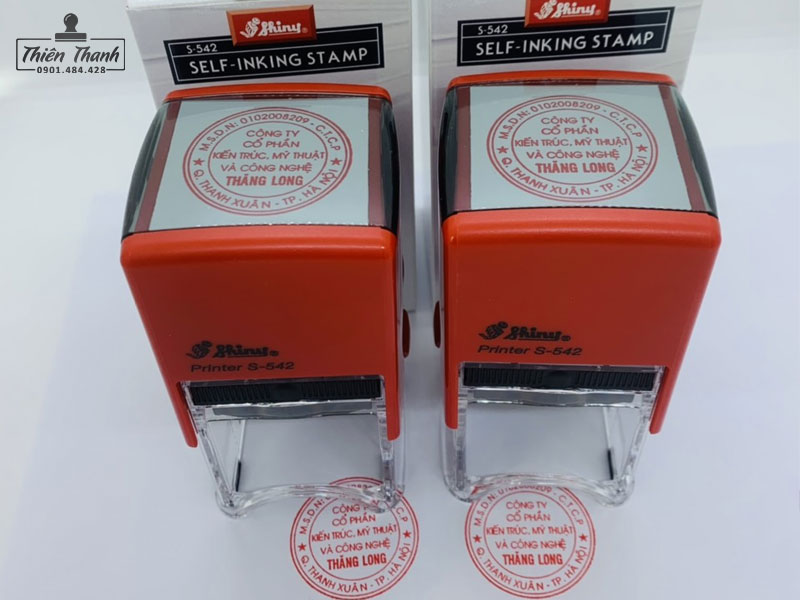 Thiên Thanh
0901.484.428
Shiny
S-542
SELF-INKING STAMP
Shiny
S-542
SELF-INKING STAMP
M.S.D.N: 0102008209 - C.T.C.P
CÔNG TY
CỔ PHẦN
KIẾN TRÚC, MỸ THUẬT
VÀ CÔNG NGHỆ
THĂNG LONG
Q. THANH XUÂN - TP. HÀ NỘI
M.S.D.N: 0102008209 - C.T.C.P
CÔNG TY
CỔ PHẦN
KIẾN TRÚC, MỸ THUẬT
VÀ CÔNG NGHỆ
THĂNG LONG
Q. THANH XUÂN - TP. HÀ NỘI
Shiny
Printer S-542
Shiny
Printer S-542
M.S.D.N: 0102008209 - C.T.C.P
CÔNG TY
CỔ PHẦN
KIẾN TRÚC, MỸ THUẬT
VÀ CÔNG NGHỆ
THĂNG LONG
Q. THANH XUÂN - TP. HÀ NỘI
M.S.D.N: 0102008209 - C.T.C.P
CÔNG TY
CỔ PHẦN
KIẾN TRÚC, MỸ THUẬT
VÀ CÔNG NGHỆ
THĂNG LONG
Q. THANH XUÂN - TP. HÀ NỘI